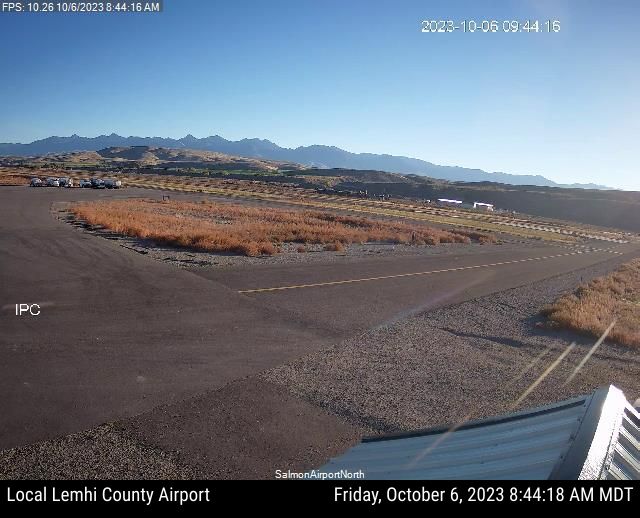 FPS: 10.26 10/6/2023 8:44:16 AM
2023-10-06 09:44:16
IPC
SalmonAirportNorth
Local Lemhi County Airport
Friday, October 6, 2023 8:44:18 AM MDT